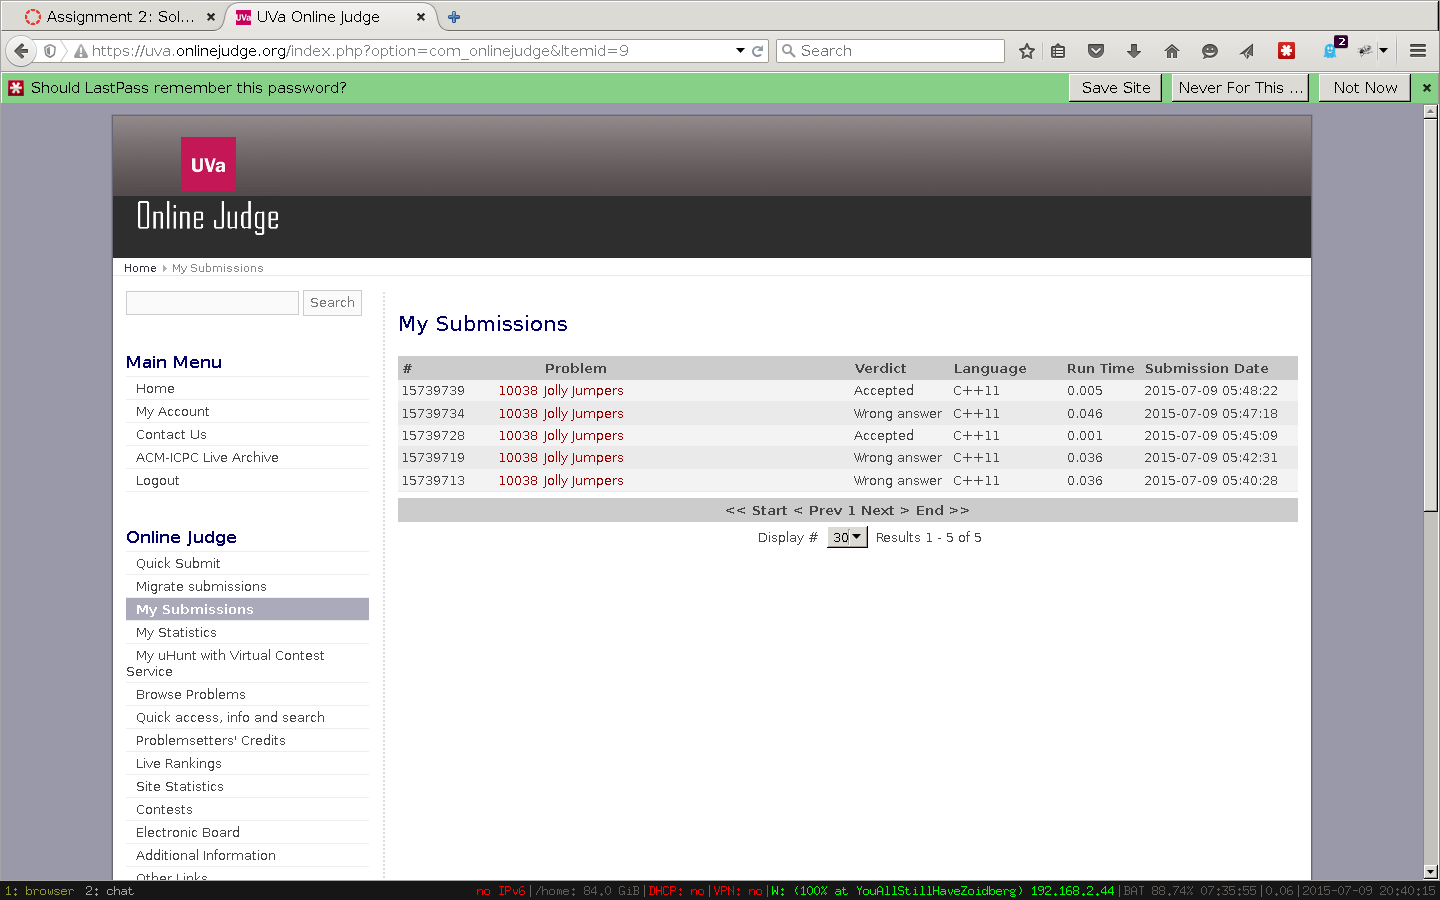 Assignment 2: Sol... × UVa UVa Online Judge ×
https://uva.onlinejudge.org/index.php?option=com_onlinejudge&Itemid=9 Search 2
Should LastPass remember this password? Save Site Never For This ... Not Now ×
UVa
Online Judge
Home My Submissions
Search
My Submissions
Main Menu
Home
My Account
Contact Us
ACM-ICPC Live Archive
Logout
# Problem Verdict Language Run Time Submission Date
15739739 10038 Jolly Jumpers Accepted C++11 0.005 2015-07-09 05:48:22
15739734 10038 Jolly Jumpers Wrong answer C++11 0.046 2015-07-09 05:47:18
15739728 10038 Jolly Jumpers Accepted C++11 0.001 2015-07-09 05:45:09
15739719 10038 Jolly Jumpers Wrong answer C++11 0.036 2015-07-09 05:42:31
15739713 10038 Jolly Jumpers Wrong answer C++11 0.036 2015-07-09 05:40:28
<< Start < Prev 1 Next > End >>
Display # 30 Results 1 - 5 of 5
Online Judge
Quick Submit
Migrate submissions
My Submissions
My Statistics
My uHunt with Virtual Contest
Service
Browse Problems
Quick access, info and search
Problemsetters' Credits
Live Rankings
Site Statistics
Contests
Electronic Board
Additional Information
Other Links
1: browser 2: chat no IPv6|/home: 84.0 GiB|DHCP: no|VPN: no|W: (100% at YouAllStillHaveZoidberg) 192.168.2.44|BAT 88.74% 07:35:55|0.06|2015-07-09 20:40:15